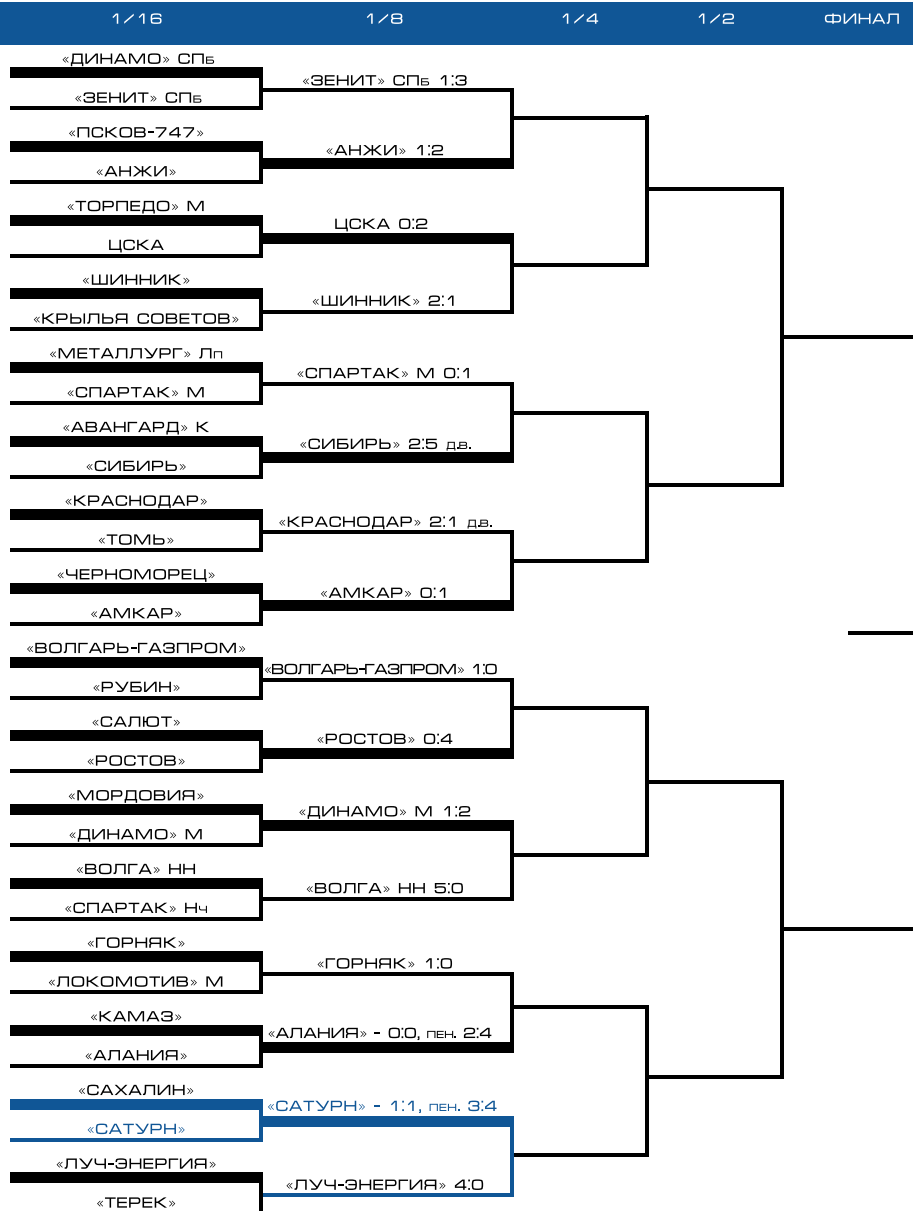 1/16 1/8 1/4 1/2 ФИНАЛ
«ДИНАМО» СПб
«ЗЕНИТ» СПб 1:3
«ЗЕНИТ» СПб
«ПСКОВ-747»
«АНЖИ» 1:2
«АНЖИ»
«ТОРПЕДО» М
ЦСКА 0:2
ЦСКА
«ШИННИК»
«ШИННИК» 2:1
«КРЫЛЬЯ СОВЕТОВ»
«МЕТАЛЛУРГ» Лп
«СПАРТАК» М 0:1
«СПАРТАК» М
«АВАНГАРД» К
«СИБИРЬ» 2:5 д.в.
«СИБИРЬ»
«КРАСНОДАР»
«КРАСНОДАР» 2:1 д.в.
«ТОМЬ»
«ЧЕРНОМОРЕЦ»
«АМКАР» 0:1
«АМКАР»
«ВОЛГАРЬ-ГАЗПРОМ»
«ВОЛГАРЬ-ГАЗПРОМ» 1:0
«РУБИН»
«САЛЮТ»
«РОСТОВ» 0:4
«РОСТОВ»
«МОРДОВИЯ»
«ДИНАМО» М 1:2
«ДИНАМО» М
«ВОЛГА» НН
«ВОЛГА» НН 5:0
«СПАРТАК» Нч
«ГОРНЯК»
«ГОРНЯК» 1:0
«ЛОКОМОТИВ» М
«КАМАЗ»
«АЛАНИЯ» - 0:0, пен. 2:4
«АЛАНИЯ»
«САХАЛИН»
«САТУРН» - 1:1, пен. 3:4
«САТУРН»
«ЛУЧ-ЭНЕРГИЯ»
«ЛУЧ-ЭНЕРГИЯ» 4:0
«ТЕРЕК»